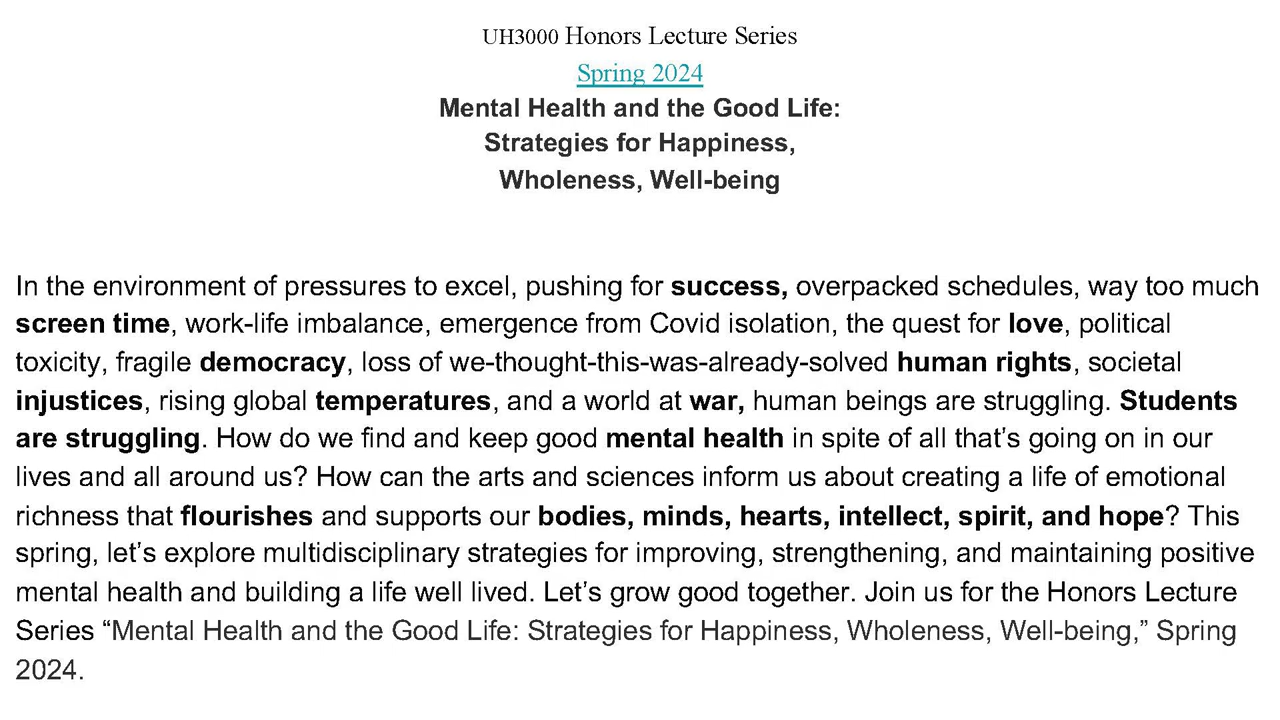 UH3000 Honors Lecture Series
Spring 2024
Mental Health and the Good Life:
Strategies for Happiness,
Wholeness, Well-being
In the environment of pressures to excel, pushing for success, overpacked schedules, way too much
screen time, work-life imbalance, emergence from Covid isolation, the quest for love, political
toxicity, fragile democracy, loss of we-thought-this-was-already-solved human rights, societal
injustices, rising global temperatures, and a world at war, human beings are struggling. Students
are struggling. How do we find and keep good mental health in spite of all that’s going on in our
lives and all around us? How can the arts and sciences inform us about creating a life of emotional
richness that flourishes and supports our bodies, minds, hearts, intellect, spirit, and hope? This
spring, let’s explore multidisciplinary strategies for improving, strengthening, and maintaining positive
mental health and building a life well lived. Let’s grow good together. Join us for the Honors Lecture
Series “Mental Health and the Good Life: Strategies for Happiness, Wholeness, Well-being,” Spring
2024.